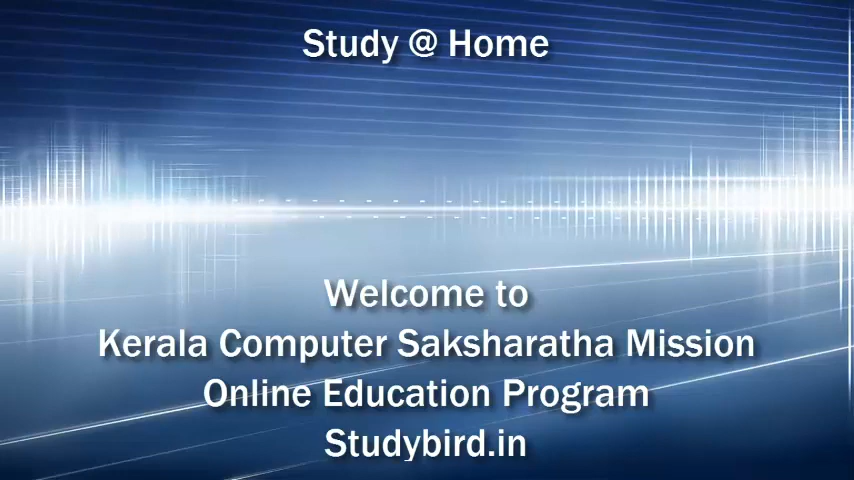 Study @ Home
Welcome to
Kerala Computer Saksharatha Mission
Online Education Program
Studybird.in